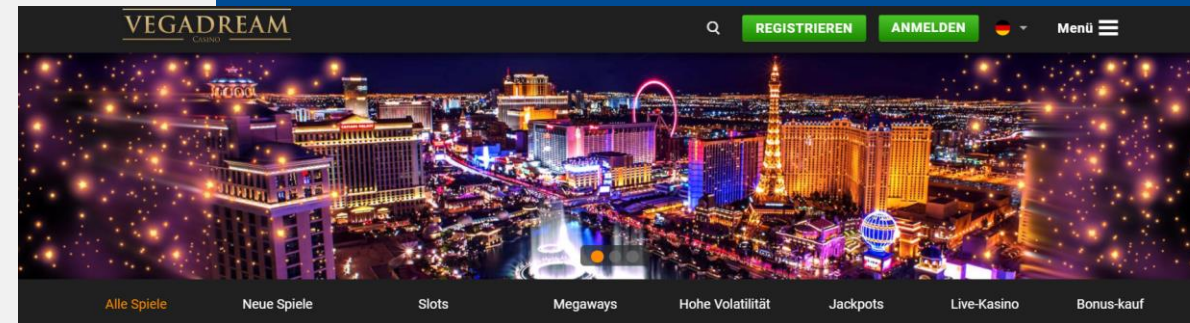 VEGADREAM
CASINO
REGISTRIEREN ANMELDEN Menü
Alle Spiele Neue Spiele Slots Megaways Hohe Volatilität Jackpots Live-Kasino Bonus-kauf